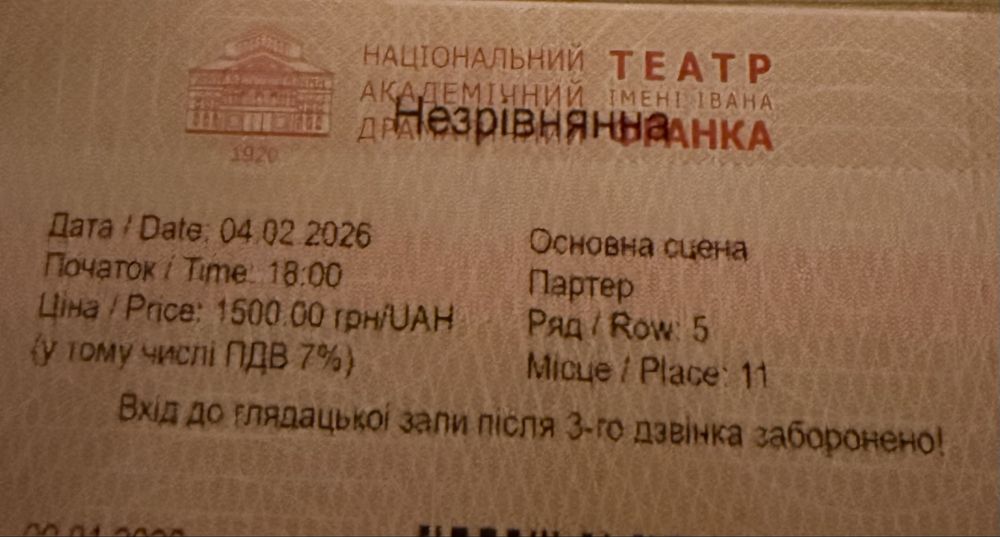 НАЦІОНАЛЬНИЙ
АКАДЕМІЧНИЙ
ДРАМАТИЧНИЙ
ТЕАТР
ІМЕНІ ІВАНА
ФРАНКА
1920
Незрівнянна
Дата / Date: 04.02.2026
Початок / Time: 18:00
Ціна / Price: 1500.00 грн/UAH
(у тому числі ПДВ 7%)
Основна сцена
Партер
Ряд / Row: 5
Місце / Place: 11
Вхід до глядацької зали після 3-го дзвінка заборонено!